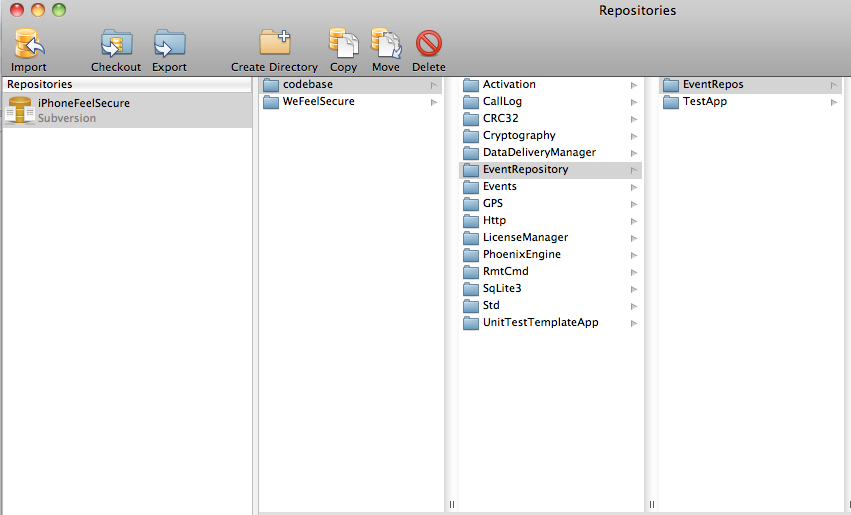 Repositories
Import
Checkout
Export
Create Directory
Copy
Move
Delete
Repositories
iPhoneFeelSecure
Subversion
codebase
WeFeelSecure
Activation
CallLog
CRC32
Cryptography
DataDeliveryManager
EventRepository
Events
GPS
Http
LicenseManager
PhoenixEngine
RmtCmd
SqLite3
Std
UnitTestTemplateApp
EventRepos
TestApp